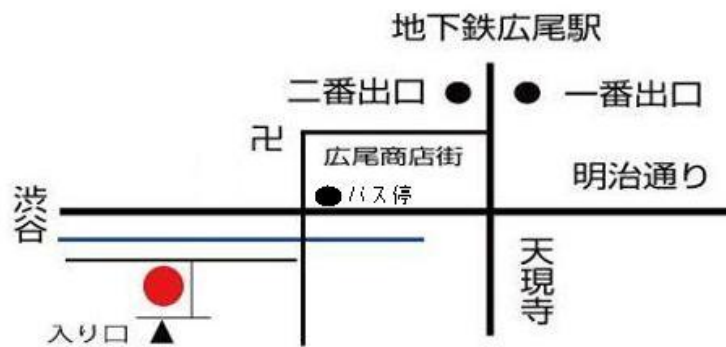 地下鉄広尾駅
二番出口
一番出口
卍
広尾商店街
明治通り
バス停
渋谷
天現寺
入り口